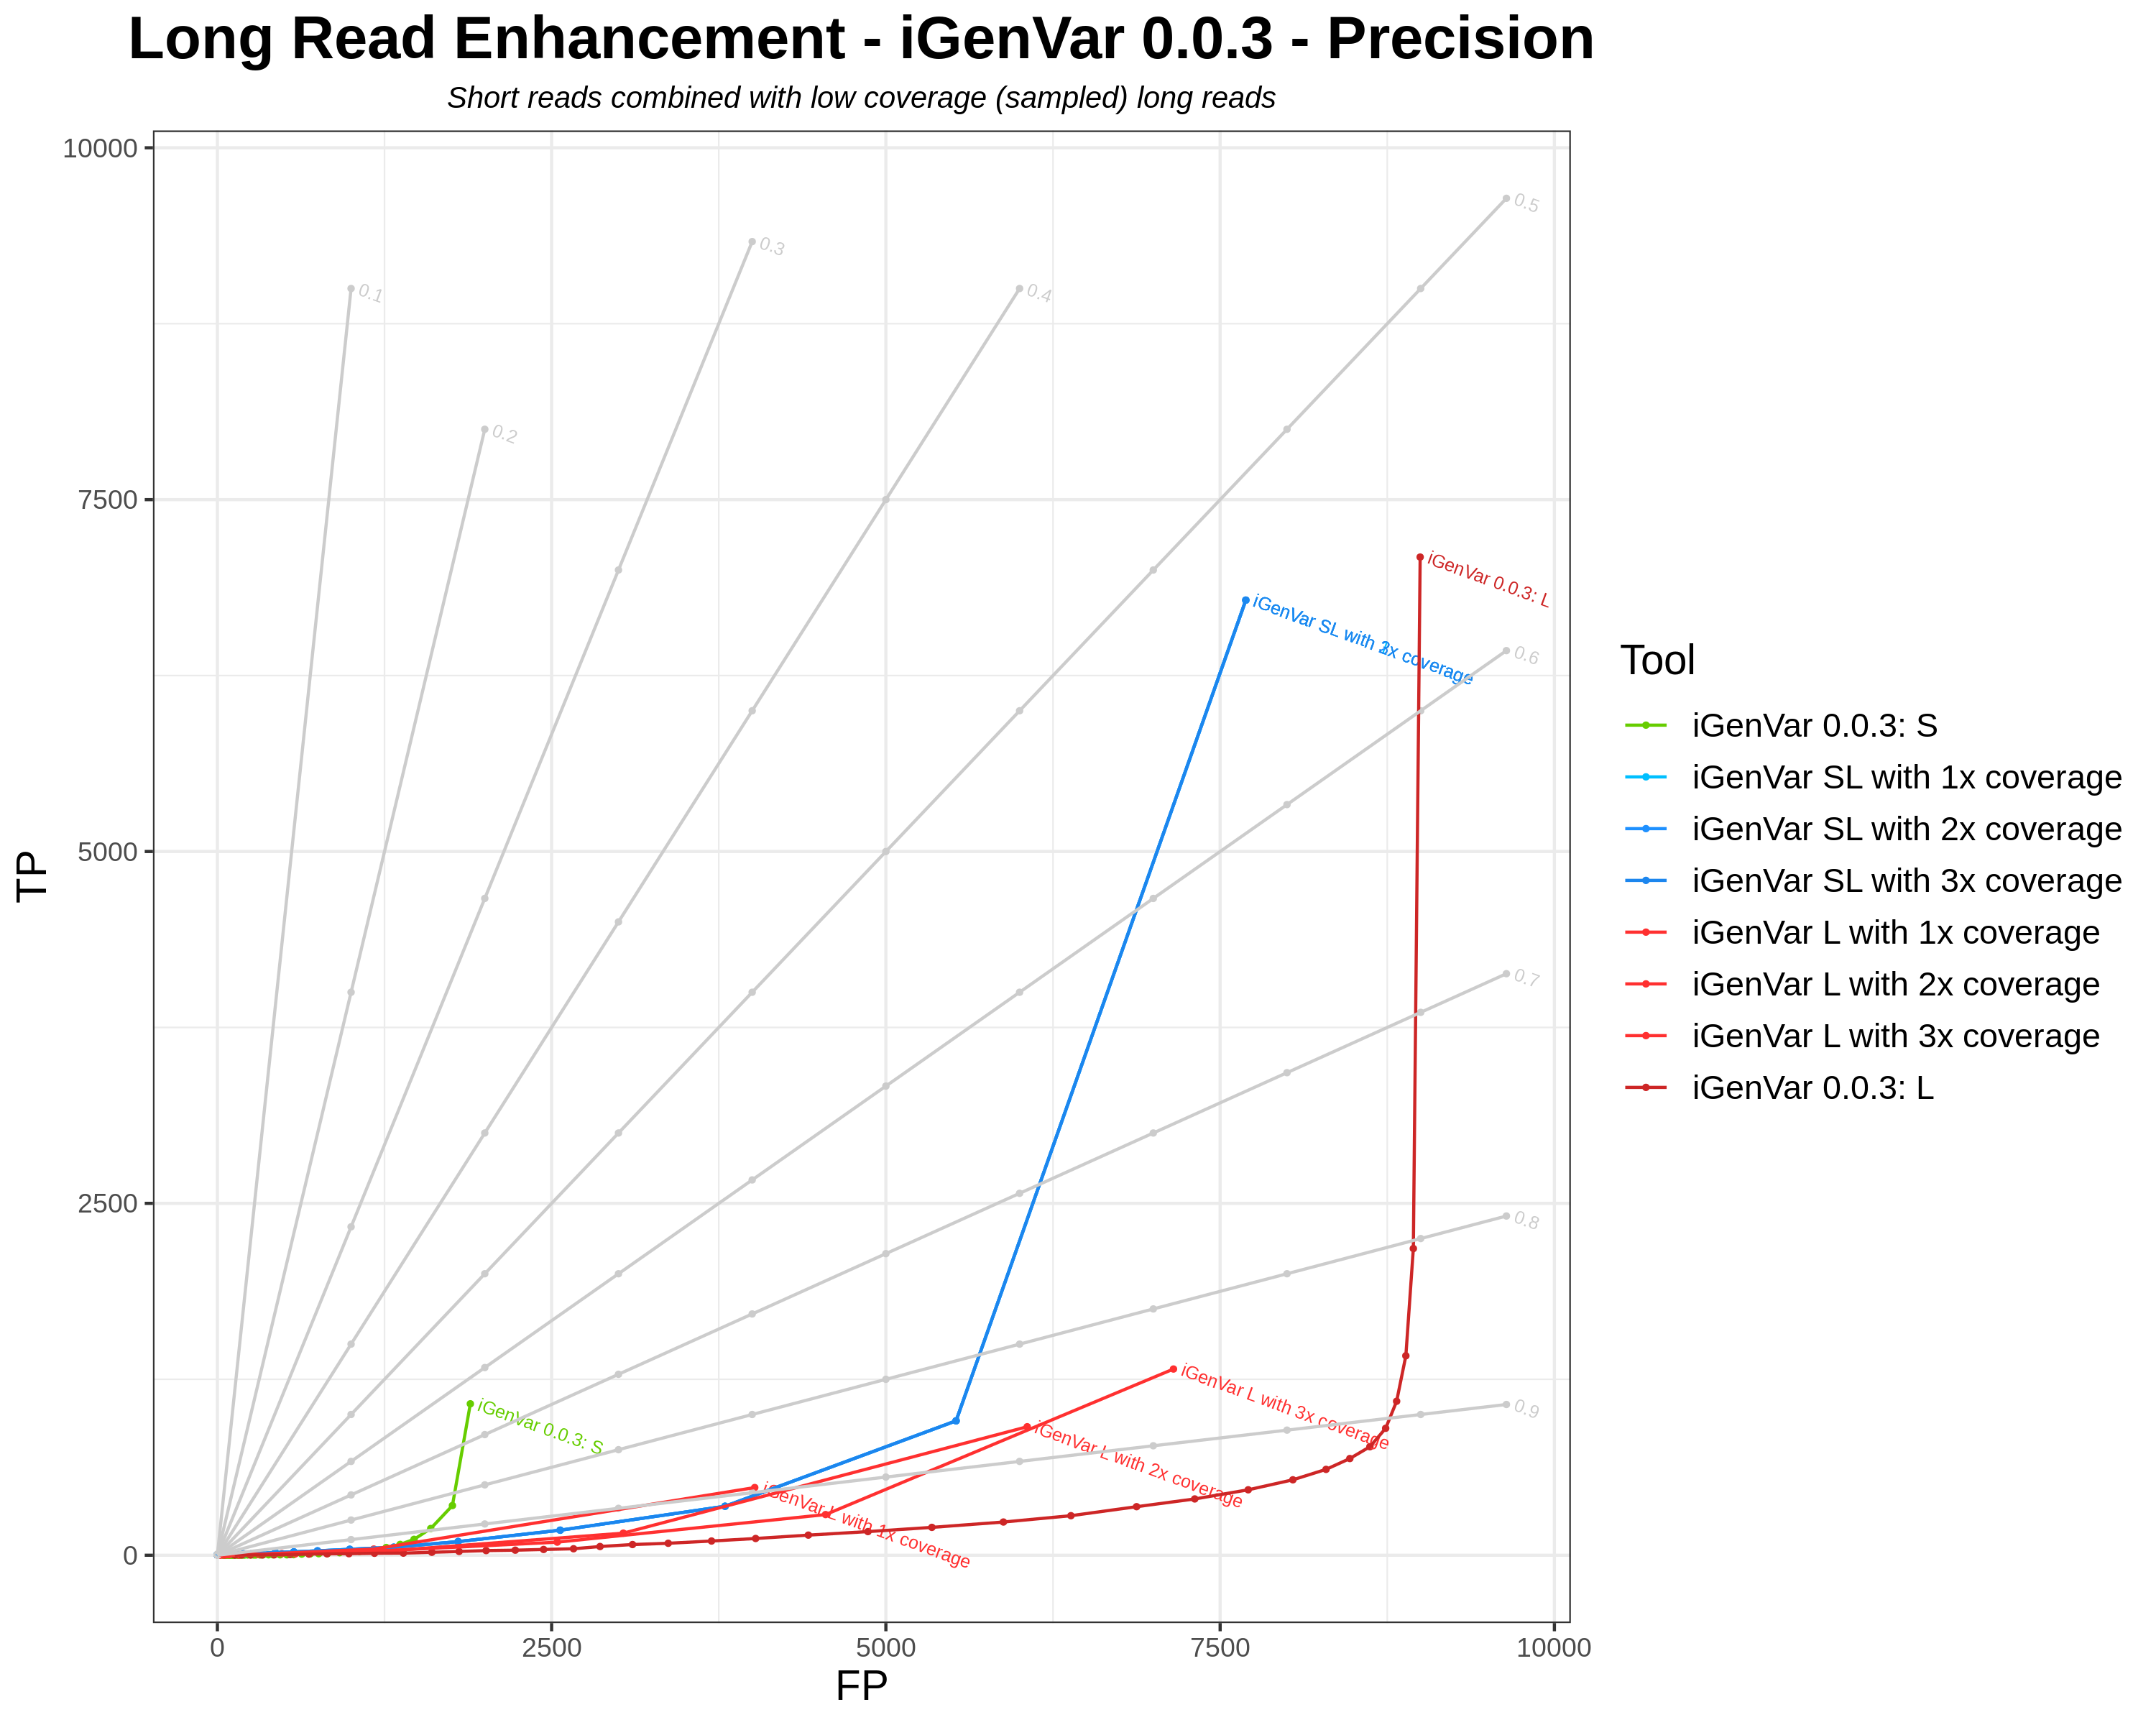 Long Read Enhancement - iGenVar 0.0.3 - Precision
Short reads combined with low coverage (sampled) long reads
10000
7500
5000
2500
0
TP
0.1
0.2
0.3
0.4
0.5
0.6
0.7
0.8
0.9
iGenVar 0.0.3: L
iGenVar SL with 3x coverage
iGenVar L with 3x coverage
iGenVar L with 2x coverage
iGenVar L with 1x coverage
iGenVar 0.0.3: S
0
2500
5000
7500
10000
FP
Tool
iGenVar 0.0.3: S
iGenVar SL with 1x coverage
iGenVar SL with 2x coverage
iGenVar SL with 3x coverage
iGenVar L with 1x coverage
iGenVar L with 2x coverage
iGenVar L with 3x coverage
iGenVar 0.0.3: L